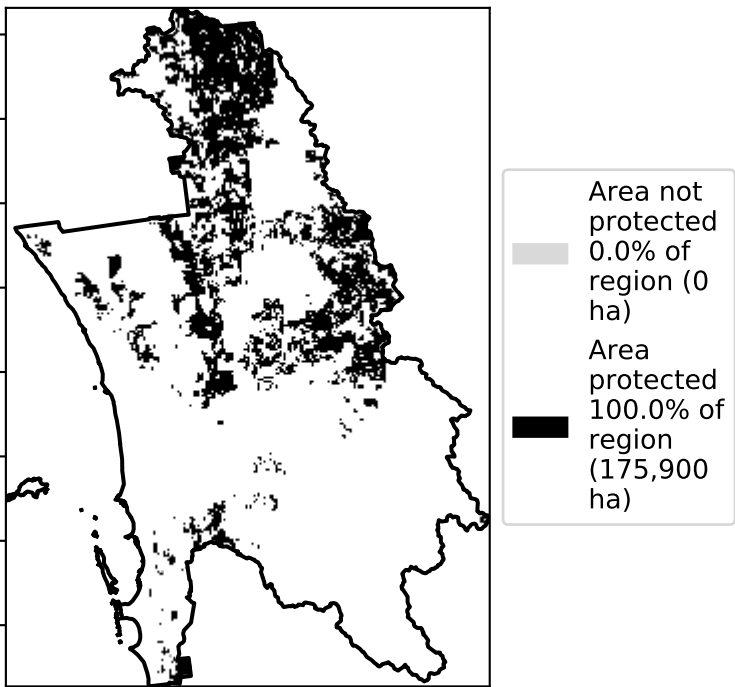 Area not
protected
0.0% of
region (0
ha)
Area
protected
100.0% of
region
(175,900
ha)